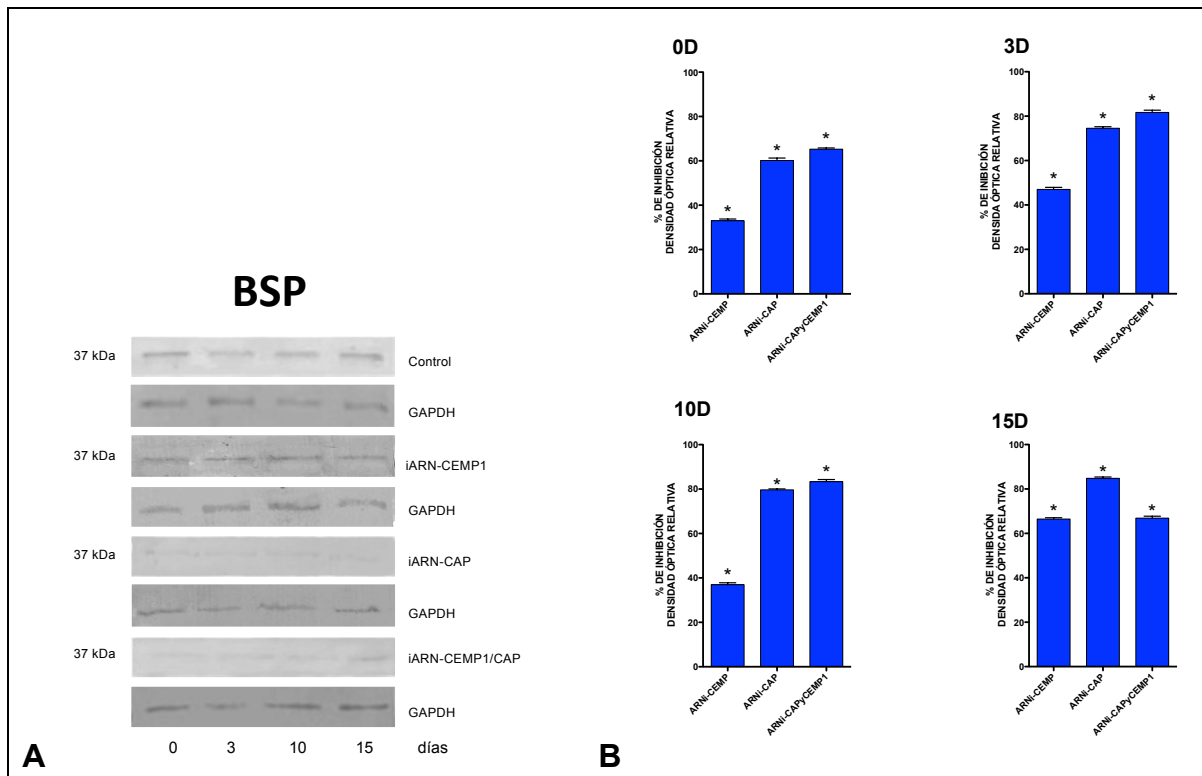 BSP
37 kDa
Control
GAPDH
37 kDa
iARN-CEMP1
GAPDH
37 kDa
iARN-CAP
GAPDH
37 kDa
iARN-CEMP1/CAP
GAPDH
0 3 10 15 días
A
0D
% DE INHIBICIÓN
DENSIDAD ÓPTICA RELATIVA
100
80
60
40
20
0
*
*
*
ARNi-CEMP
ARNi-CAP
ARNi-CAPyCEMP1
3D
% DE INIBICIÓN
DENSIDA ÓPTICA RELATIVA
100
80
60
40
20
0
*
*
*
ARNi-CEMP
ARNi-CAP
ARNi-CAPyCEMP1
10D
% DE INHIBICIÓN
DENSIDAD ÓPTICA RELATIVA
100
80
60
40
20
0
*
*
*
ARNi-CEMP
ARNi-CAP
ARNi-CAPyCEMP1
15D
% DE INHIBICIÓN
DENSIDAD ÓPTICA RELATIVA
100
80
60
40
20
0
*
*
*
ARNi-CEMP
ARNi-CAP
ARNi-CAPyCEMP1
B